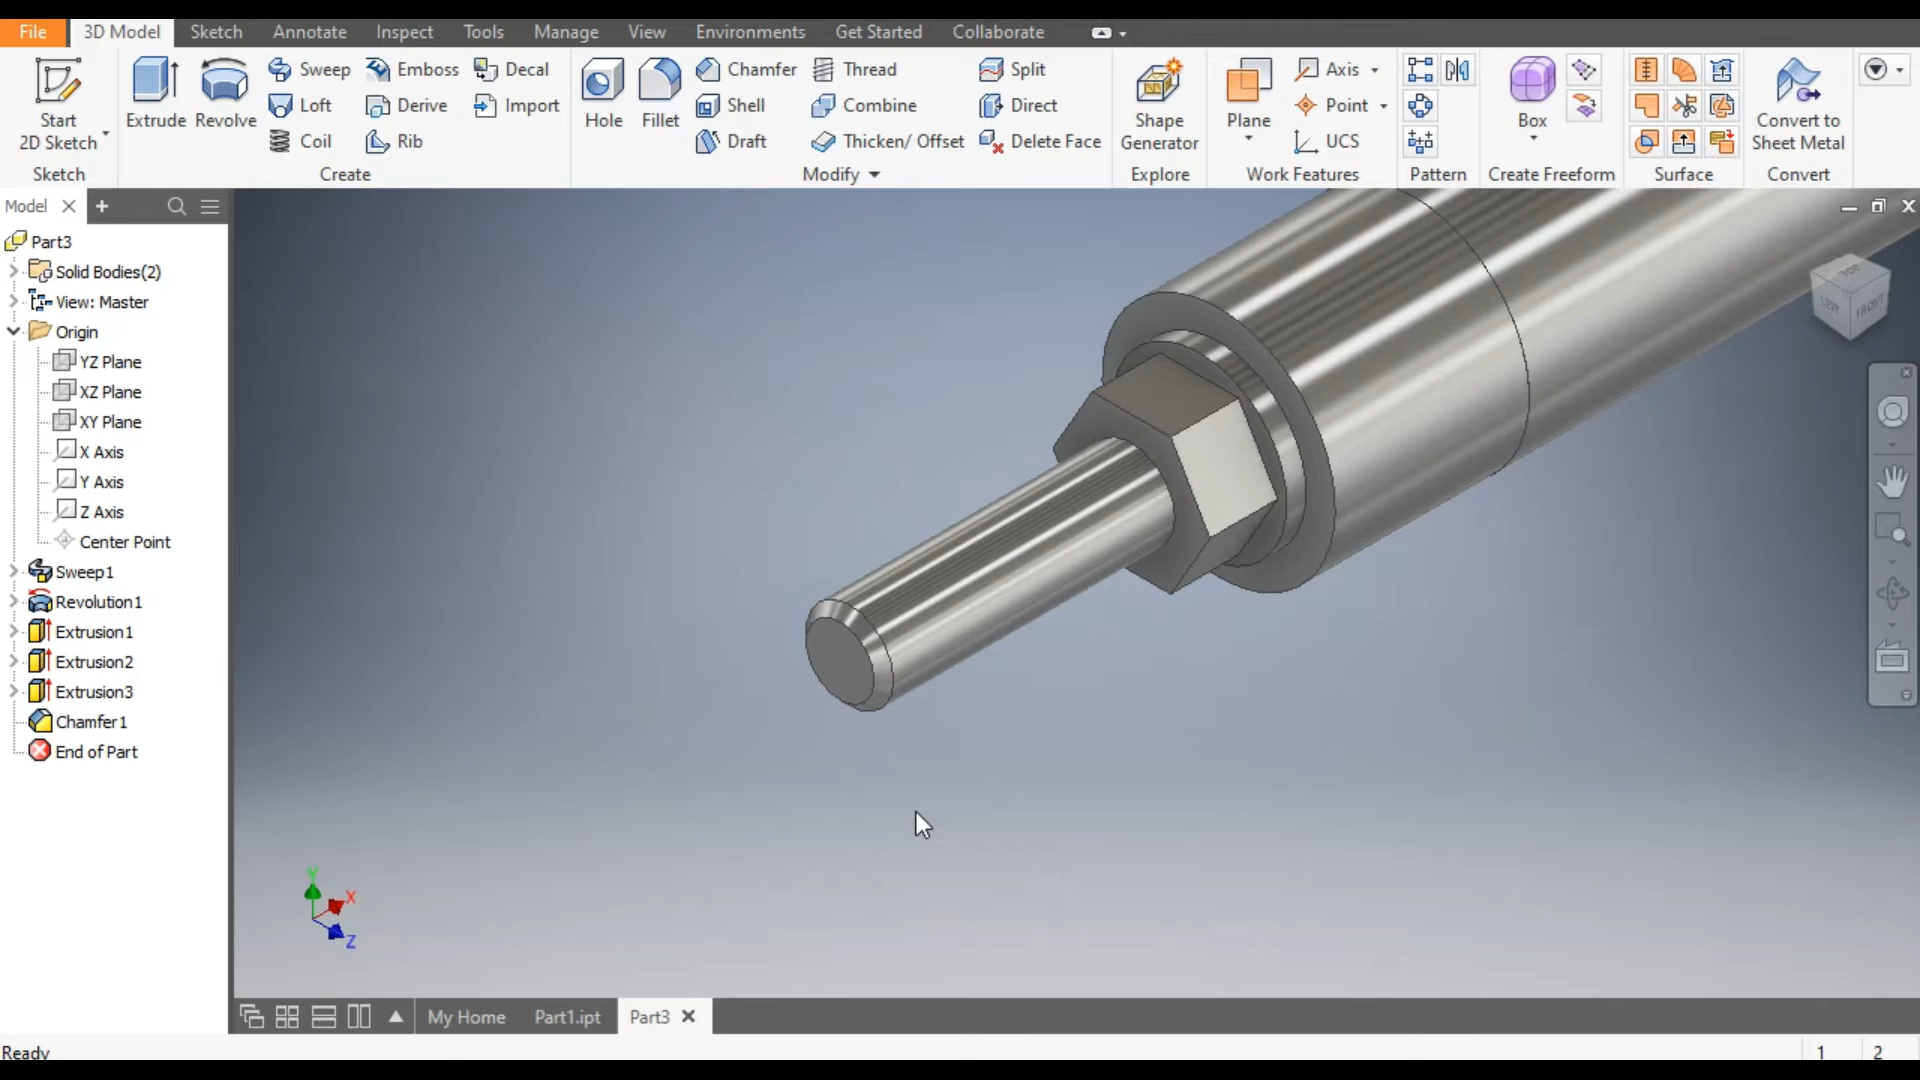 File 3D Model Sketch Annotate Inspect Tools Manage View Environments Get Started Collaborate
Start
2D Sketch
Sketch
Extrude
Revolve
Sweep
Loft
Coil
Emboss
Derive
Rib
Decal
Import
Create
Hole
Fillet
Chamfer
Shell
Draft
Thread
Combine
Thicken/ Offset
Split
Direct
Delete Face
Modify
Shape
Generator
Explore
Plane
Axis
Point
UCS
Work Features
Pattern
Box
Create Freeform
Surface
Convert to
Sheet Metal
Convert
Model
Part3
Solid Bodies(2)
View: Master
Origin
YZ Plane
XZ Plane
XY Plane
X Axis
Y Axis
Z Axis
Center Point
Sweep1
Revolution1
Extrusion1
Extrusion2
Extrusion3
Chamfer1
End of Part
TOP
LEFT
FRONT
Y
X
Z
My Home
Part1.ipt
Part3
Ready
1 2